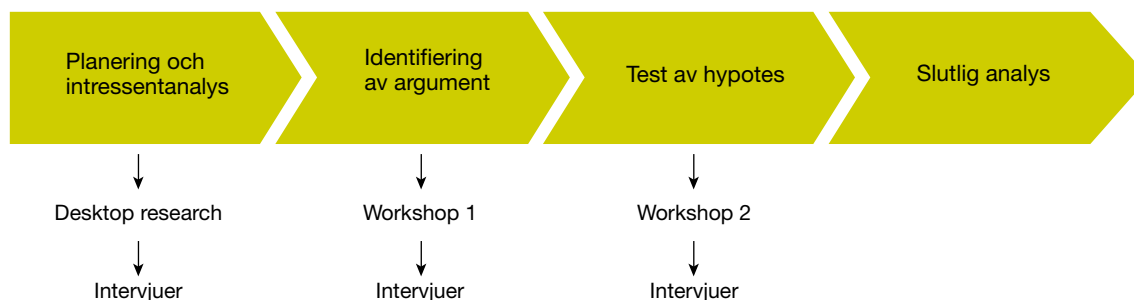 Planering och
intressentanalys
Identifiering
av argument
Test av hypotes
Slutlig analys
Desktop research
Workshop 1
Workshop 2
Intervjuer
Intervjuer
Intervjuer